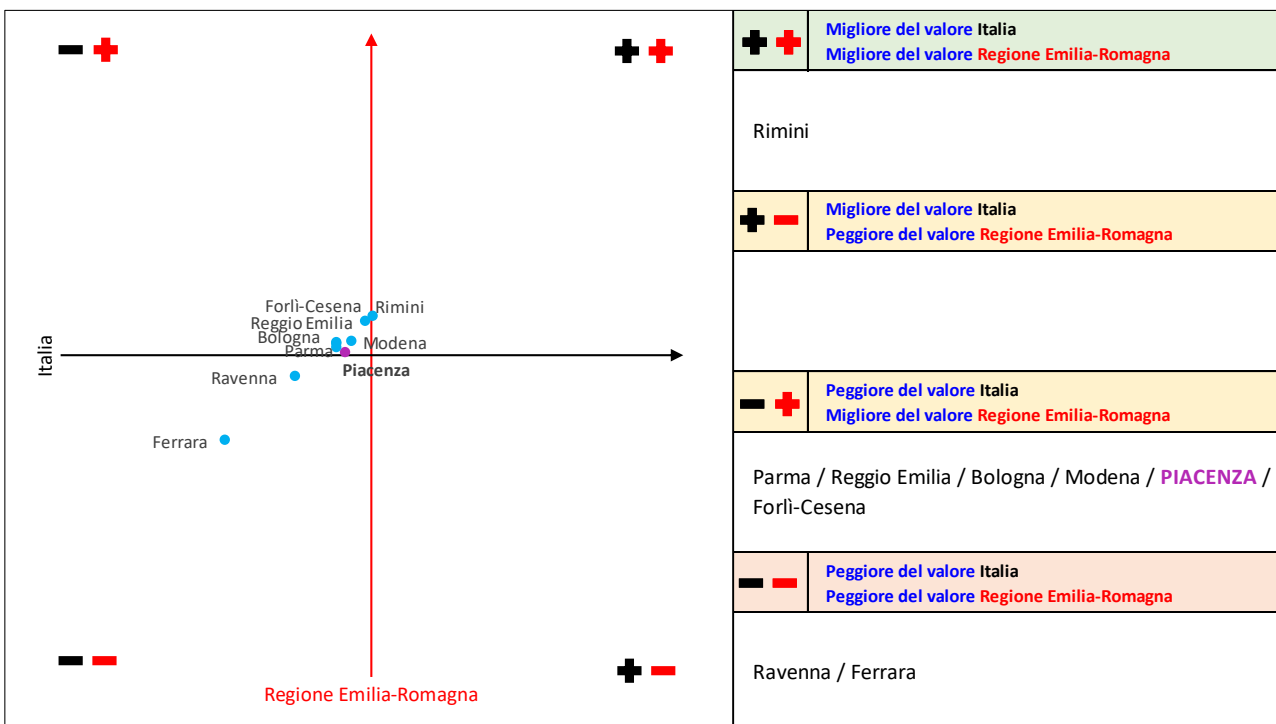 Forlì-Cesena
Rimini
Reggio Emilia
Bologna
Modena
Parma
Piacenza
Ravenna
Ferrara
Italia
Regione Emilia-Romagna
Migliore del valore Italia
Migliore del valore Regione Emilia-Romagna
Rimini
Migliore del valore Italia
Peggiore del valore Regione Emilia-Romagna
Peggiore del valore Italia
Migliore del valore Regione Emilia-Romagna
Parma / Reggio Emilia / Bologna / Modena / PIACENZA /
Forlì-Cesena
Peggiore del valore Italia
Peggiore del valore Regione Emilia-Romagna
Ravenna / Ferrara